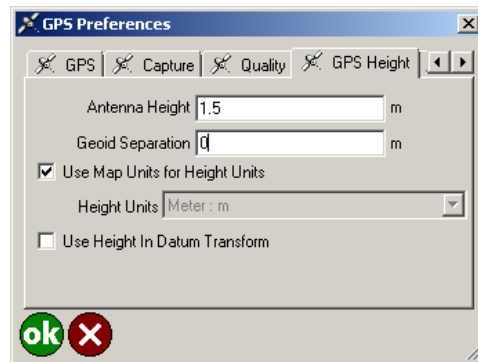 GPS Preferences
GPS Capture Quality GPS Height
Antenna Height 1.5 m
Geoid Separation 0 m
Use Map Units for Height Units
Height Units Meter : m
Use Height In Datum Transform
ok